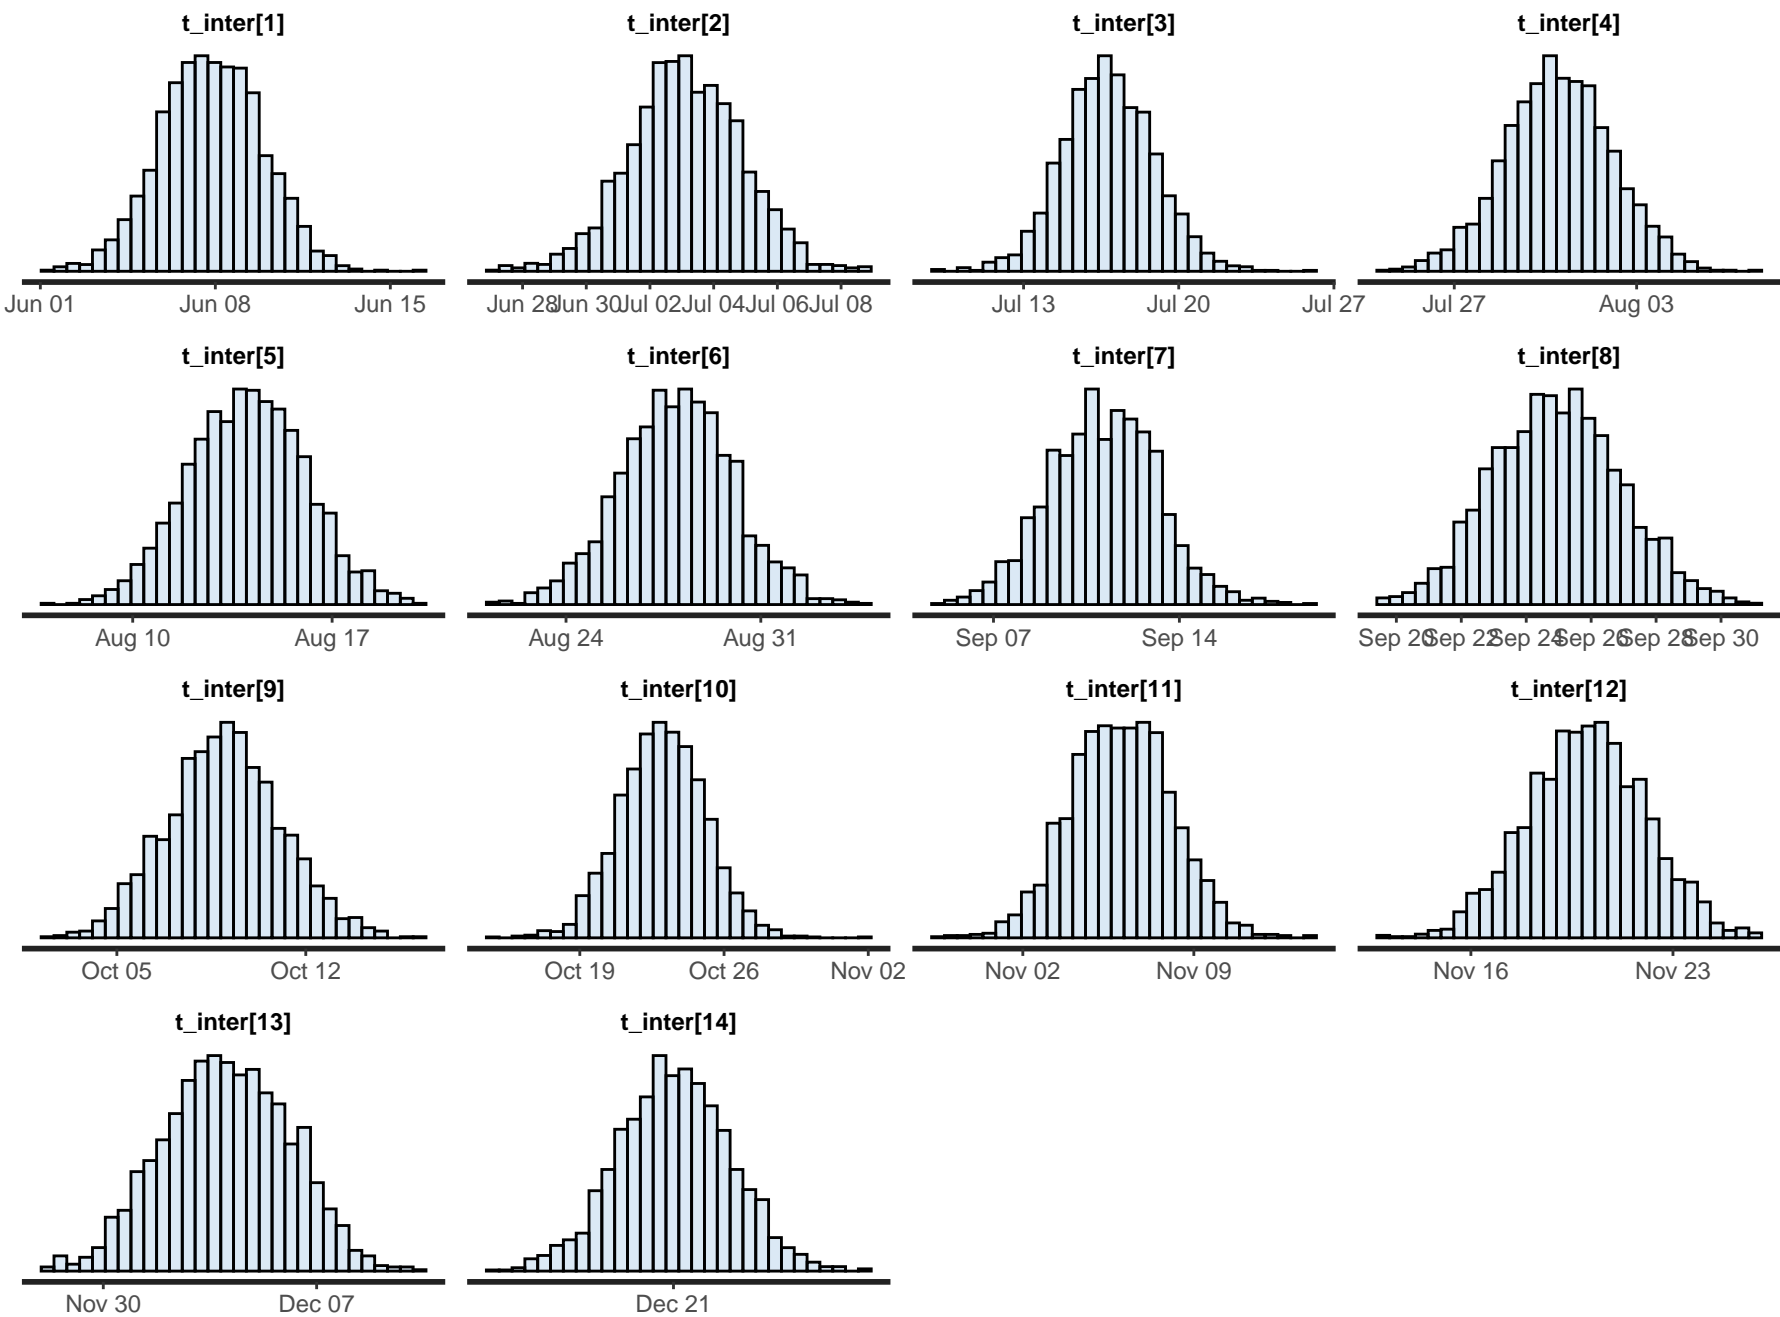 t_inter[1] t_inter[2] t_inter[3] t_inter[4]
Jun 01 Jun 08 Jun 15 Jun 28 Jun 30 Jul 02 Jul 04 Jul 06 Jul 08 Jul 13 Jul 20 Jul 27 Jul 27 Aug 03
t_inter[5] t_inter[6] t_inter[7] t_inter[8]
Aug 10 Aug 17 Aug 24 Aug 31 Sep 07 Sep 14 Sep 20 Sep 22 Sep 24 Sep 26 Sep 28 Sep 30
t_inter[9] t_inter[10] t_inter[11] t_inter[12]
Oct 05 Oct 12 Oct 19 Oct 26 Nov 02 Nov 02 Nov 09 Nov 16 Nov 23
t_inter[13] t_inter[14]
Nov 30 Dec 07 Dec 21